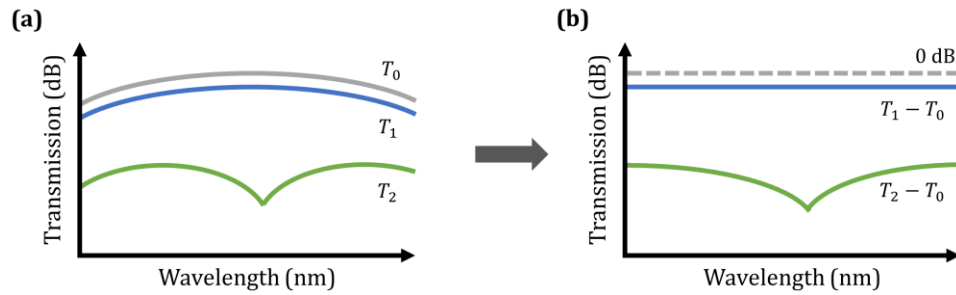 (a)
Transmission (dB)
T₀
T₁
T₂
Wavelength (nm)
(b)
Transmission (dB)
0 dB
T₁ − T₀
T₂ − T₀
Wavelength (nm)